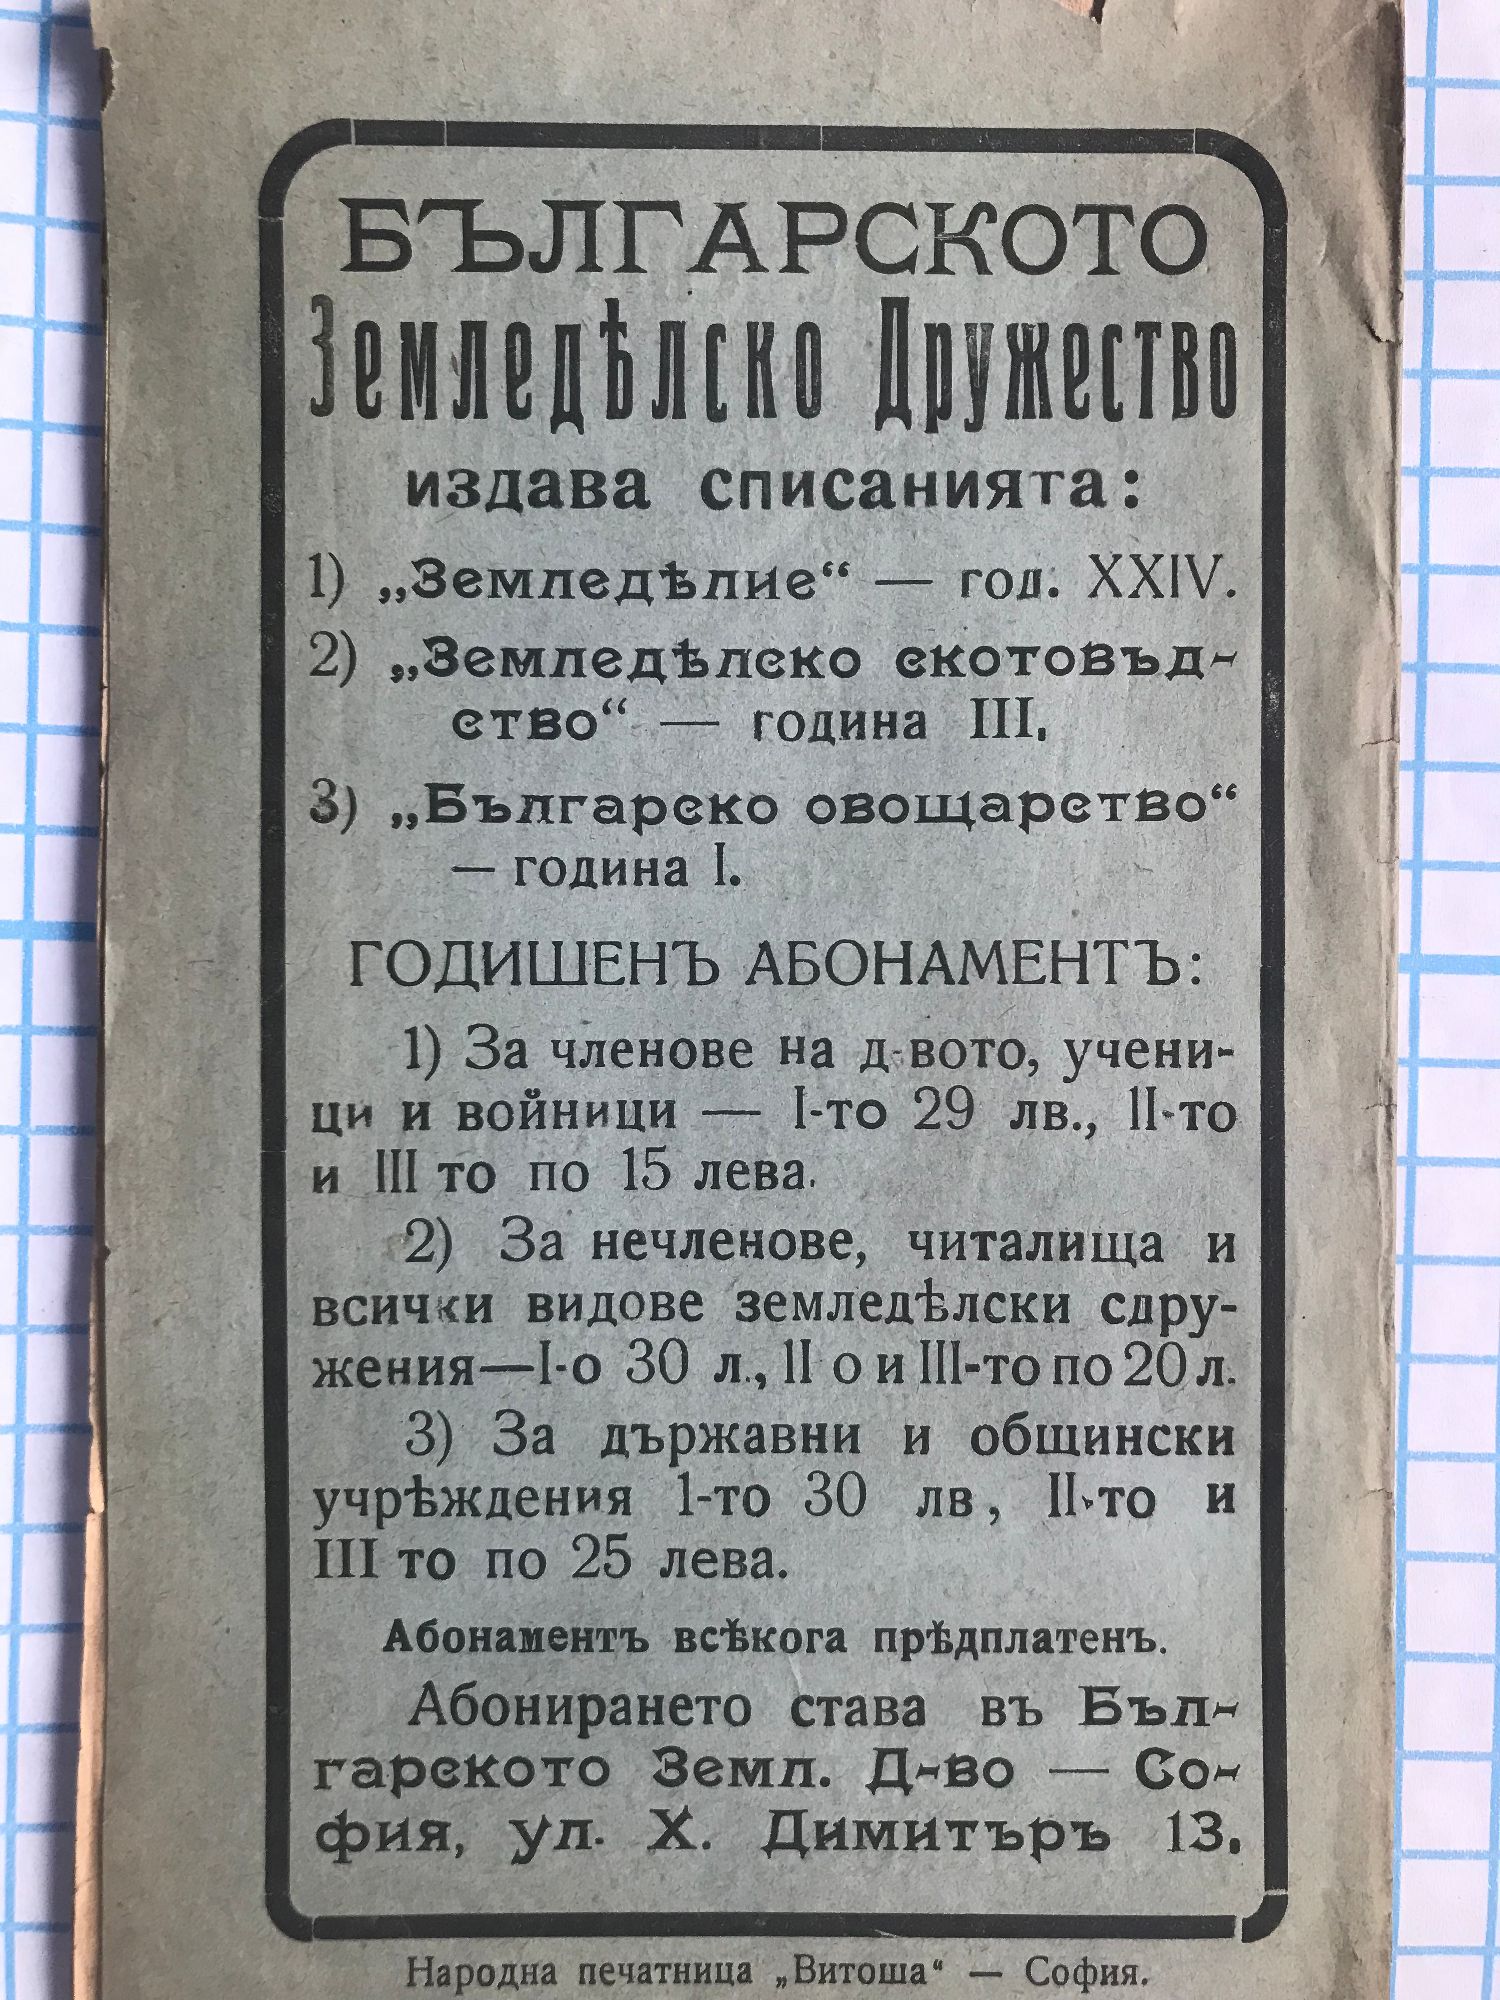 БЪЛГАРСКОТО
Земледѣлско Дружество
издава списанията:
1) „Земледѣлие“ — год. XXIV.
2) „Земледѣлско скотовъд-
ство“ — година III.
3) „Българско овощарство“
— година I.
ГОДИШЕНЪ АБОНАМЕНТЪ:
1) За членове на д-вото, учени-
ци и войници — I-то 29 лв., II-то
и III то по 15 лева.
2) За нечленове, читалища и
всички видове земледѣлски сдру-
жения—I-о 30 л., II о и III-то по 20 л.
3) За държавни и общински
учрѣждения 1-то 30 лв, II-то и
III то по 25 лева.
Абонаментъ всѣкога прѣдплатенъ.
Абонирането става въ Бъл-
гарскотоЗемл. Д-во — Со-
фия, ул. Х. Димитъръ 13.
Народна печатница „Витоша“ — София.